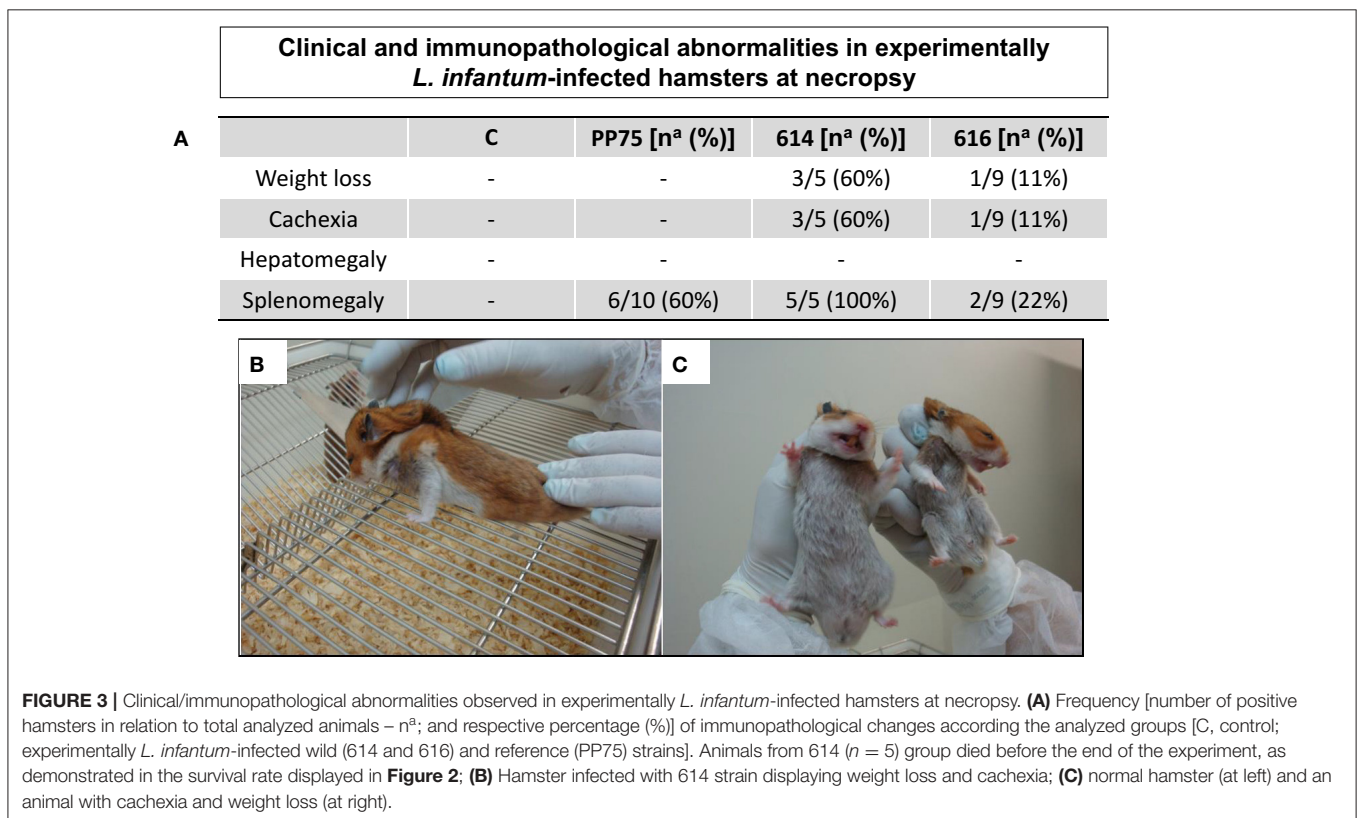 Clinical and immunopathological abnormalities in experimentally
L. infantum-infected hamsters at necropsy
A
C PP75 [nª (%)] 614 [nª (%)] 616 [nª (%)]
Weight loss - - 3/5 (60%) 1/9 (11%)
Cachexia - - 3/5 (60%) 1/9 (11%)
Hepatomegaly - - - -
Splenomegaly - 6/10 (60%) 5/5 (100%) 2/9 (22%)
B
C
FIGURE 3 | Clinical/immunopathological abnormalities observed in experimentally L. infantum-infected hamsters at necropsy. (A) Frequency [number of positive
hamsters in relation to total analyzed animals – nª; and respective percentage (%)] of immunopathological changes according the analyzed groups [C, control;
experimentally L. infantum-infected wild (614 and 616) and reference (PP75) strains]. Animals from 614 (n = 5) group died before the end of the experiment, as
demonstrated in the survival rate displayed in Figure 2; (B) Hamster infected with 614 strain displaying weight loss and cachexia; (C) normal hamster (at left) and an
animal with cachexia and weight loss (at right).